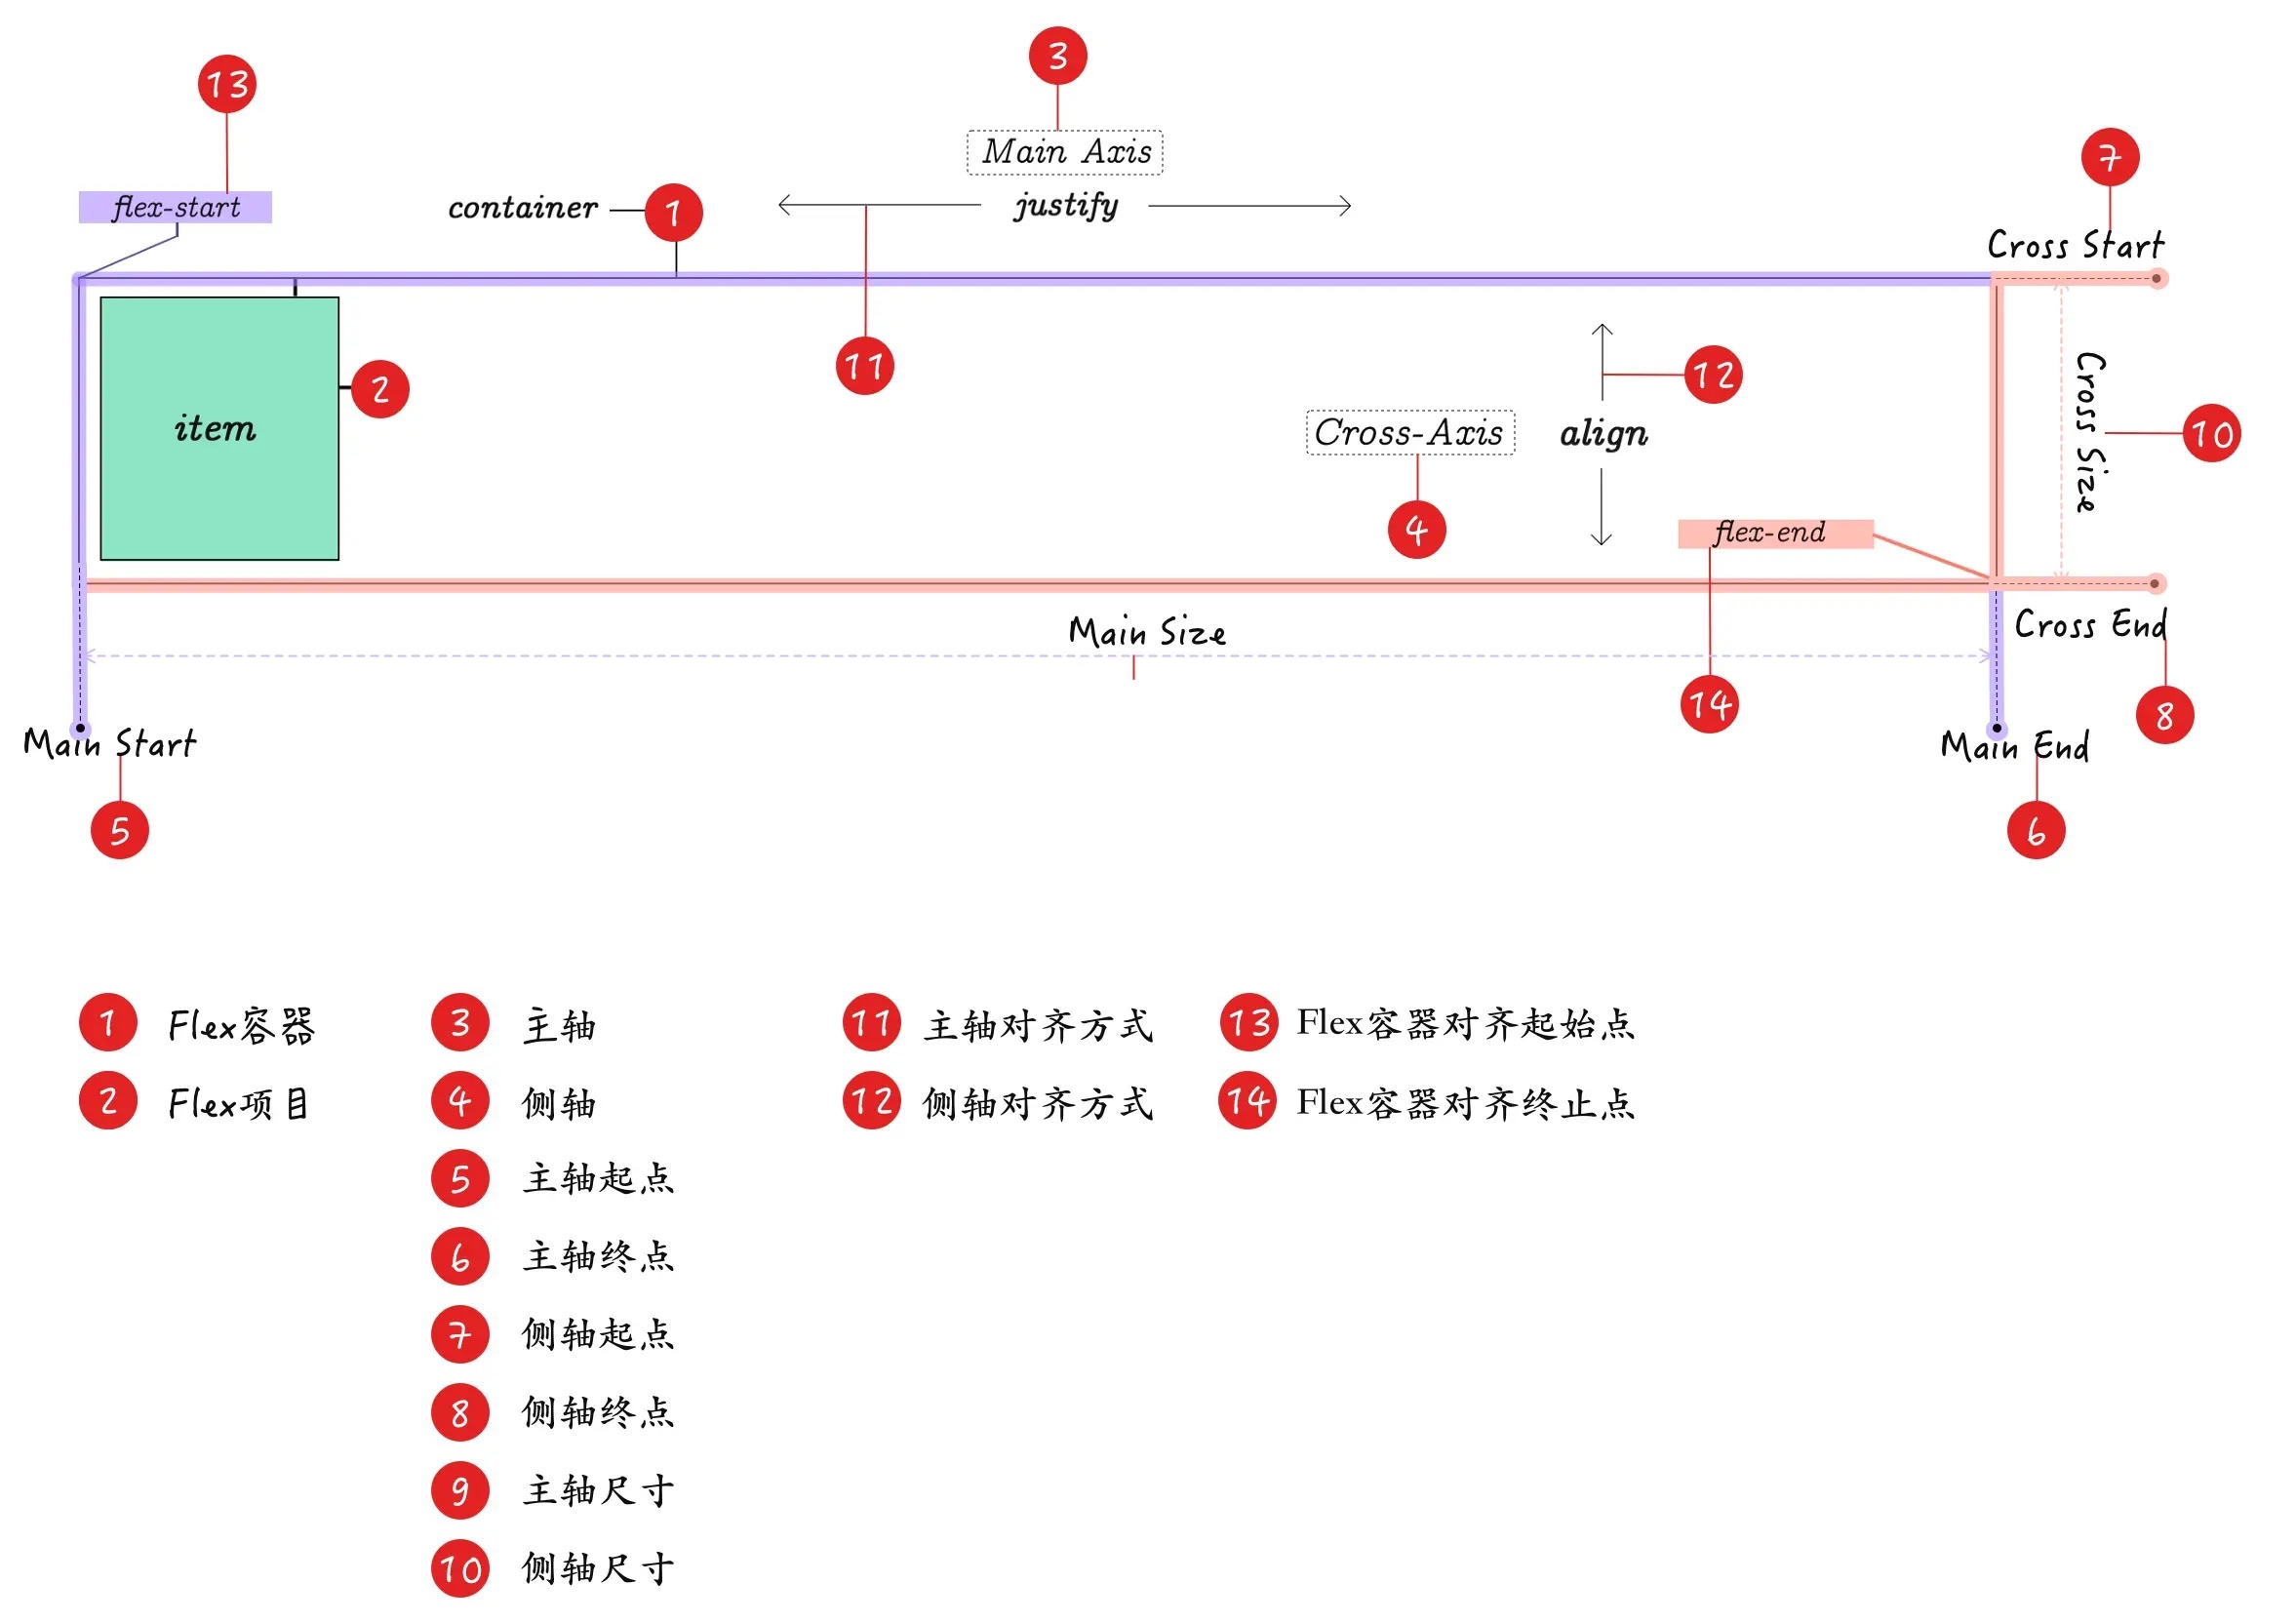 3
13
Main Axis
7
flex-start
container
1
justify
Cross Start
11
12
2
item
Cross-Axis
align
Cross Size
10
4
flex-end
Main Size
Cross End
14
8
Main Start
Main End
5
6
1 Flex容器
2 Flex项目
3 主轴
4 侧轴
5 主轴起点
6 主轴终点
7 侧轴起点
8 侧轴终点
9 主轴尺寸
10 侧轴尺寸
11 主轴对齐方式
12 侧轴对齐方式
13 Flex容器对齐起始点
14 Flex容器对齐终止点